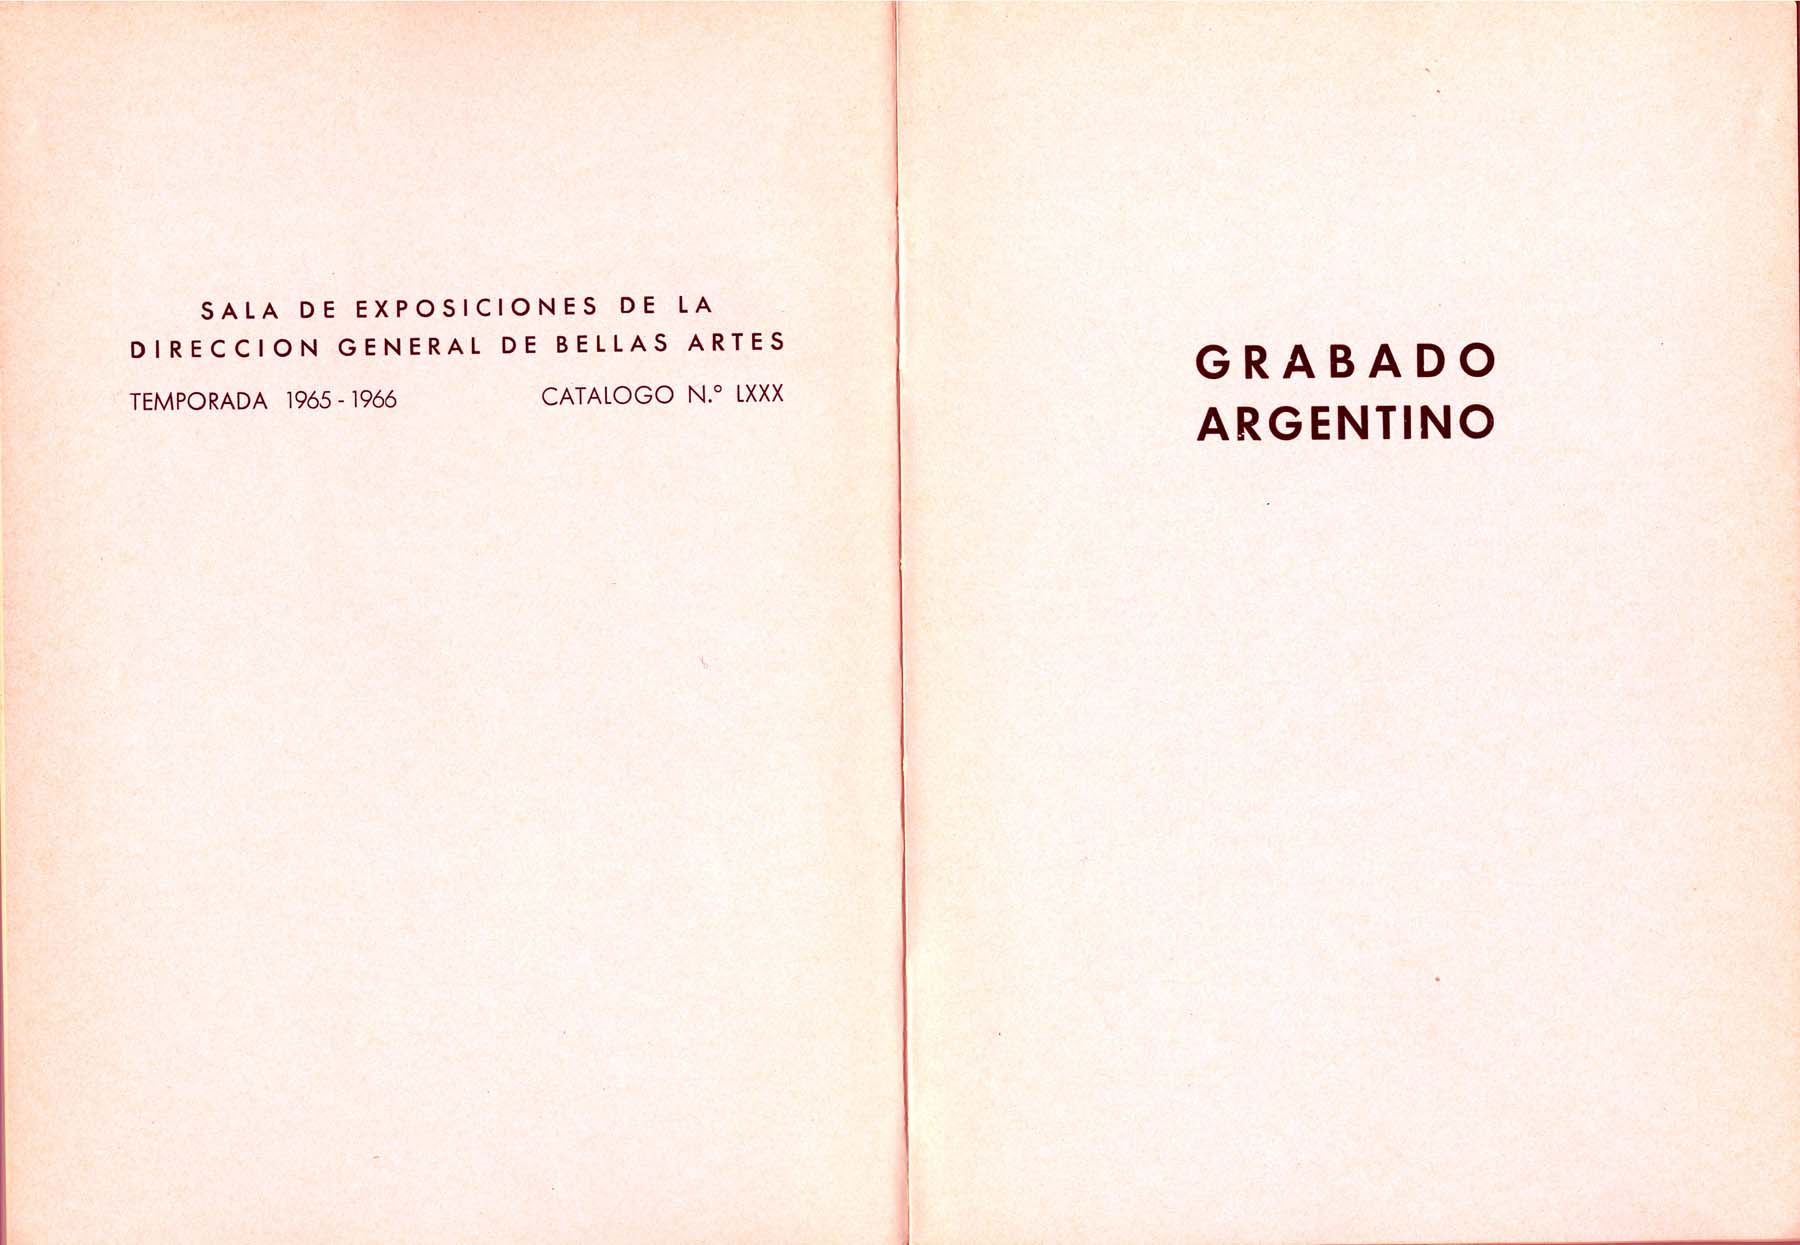 SALA DE EXPOSICIONES DE LA
DIRECCION GENERAL DE BELLAS ARTES
TEMPORADA 1965 - 1966 CATALOGO N.º LXXX
GRABADO
ARGENTINO